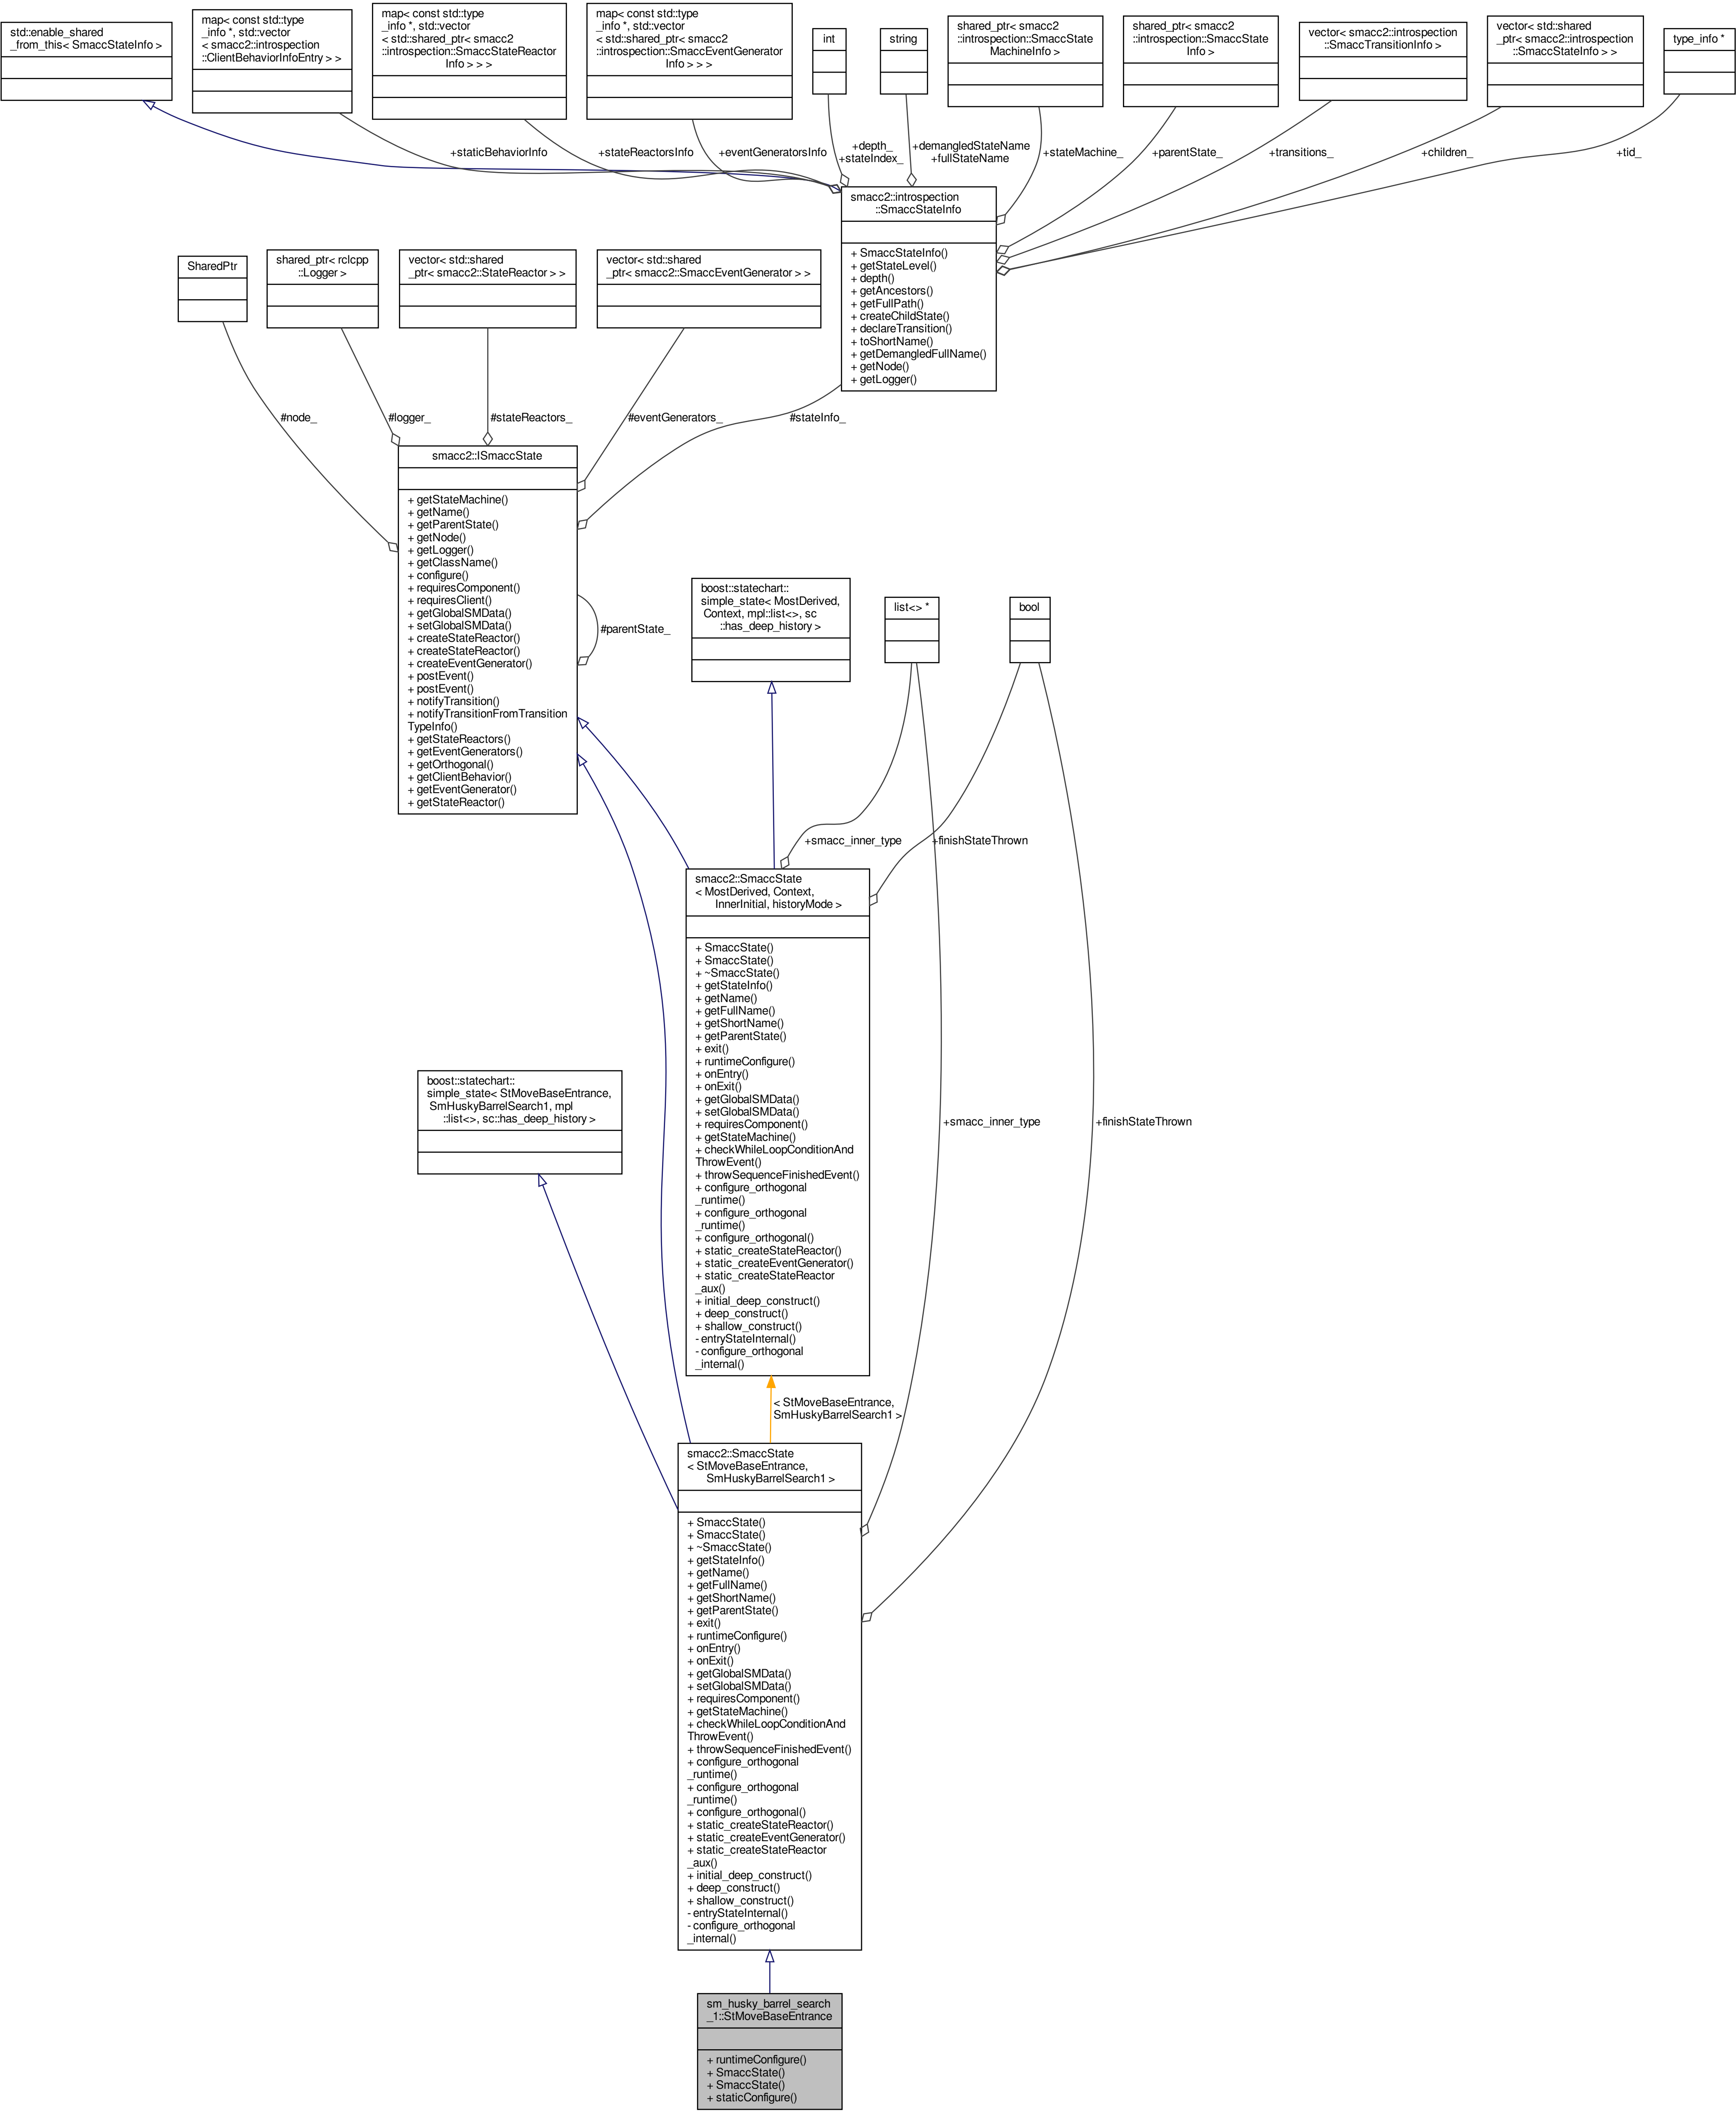 std::enable_shared
_from_this< SmaccStateInfo >
map< const std::type
_info *, std::vector
< smacc2::introspection
::ClientBehaviorInfoEntry > >
map< const std::type
_info *, std::vector
< std::shared_ptr< smacc2
::introspection::SmaccStateReactor
Info > > >
map< const std::type
_info *, std::vector
< std::shared_ptr< smacc2
::introspection::SmaccEventGenerator
Info > > >
int
string
shared_ptr< smacc2
::introspection::SmaccState
MachineInfo >
shared_ptr< smacc2
::introspection::SmaccState
Info >
vector< smacc2::introspection
::SmaccTransitionInfo >
vector< std::shared
_ptr< smacc2::introspection
::SmaccStateInfo > >
type_info *
+staticBehaviorInfo
+stateReactorsInfo
+eventGeneratorsInfo
+depth_
+stateIndex_
+demangledStateName
+fullStateName
+stateMachine_
+parentState_
+transitions_
+children_
+tid_
smacc2::introspection
::SmaccStateInfo
+ SmaccStateInfo()
+ getStateLevel()
+ depth()
+ getAncestors()
+ getFullPath()
+ createChildState()
+ declareTransition()
+ toShortName()
+ getDemangledFullName()
+ getNode()
+ getLogger()
SharedPtr
shared_ptr< rclcpp
::Logger >
vector< std::shared
_ptr< smacc2::StateReactor > >
vector< std::shared
_ptr< smacc2::SmaccEventGenerator > >
#node_
#logger_
#stateReactors_
#eventGenerators_
#stateInfo_
smacc2::ISmaccState
+ getStateMachine()
+ getName()
+ getParentState()
+ getNode()
+ getLogger()
+ getClassName()
+ configure()
+ requiresComponent()
+ requiresClient()
+ getGlobalSMData()
+ setGlobalSMData()
+ createStateReactor()
+ createStateReactor()
+ createEventGenerator()
+ postEvent()
+ postEvent()
+ notifyTransition()
+ notifyTransitionFromTransition
TypeInfo()
+ getStateReactors()
+ getEventGenerators()
+ getOrthogonal()
+ getClientBehavior()
+ getEventGenerator()
+ getStateReactor()
#parentState_
boost::statechart::
simple_state< MostDerived,
Context, mpl::list<>, sc
::has_deep_history >
list<> *
bool
+smacc_inner_type
+finishStateThrown
smacc2::SmaccState
< MostDerived, Context,
InnerInitial, historyMode >
+ SmaccState()
+ SmaccState()
+ ~SmaccState()
+ getStateInfo()
+ getName()
+ getFullName()
+ getShortName()
+ getParentState()
+ exit()
+ runtimeConfigure()
+ onEntry()
+ onExit()
+ getGlobalSMData()
+ setGlobalSMData()
+ requiresComponent()
+ getStateMachine()
+ checkWhileLoopConditionAnd
ThrowEvent()
+ throwSequenceFinishedEvent()
+ configure_orthogonal
_runtime()
+ configure_orthogonal
_runtime()
+ configure_orthogonal()
+ static_createStateReactor()
+ static_createEventGenerator()
+ static_createStateReactor
_aux()
+ initial_deep_construct()
+ deep_construct()
+ shallow_construct()
- entryStateInternal()
- configure_orthogonal
_internal()
boost::statechart::
simple_state< StMoveBaseEntrance,
SmHuskyBarrelSearch1, mpl
::list<>, sc::has_deep_history >
+smacc_inner_type
+finishStateThrown
< StMoveBaseEntrance,
SmHuskyBarrelSearch1 >
smacc2::SmaccState
< StMoveBaseEntrance,
SmHuskyBarrelSearch1 >
+ SmaccState()
+ SmaccState()
+ ~SmaccState()
+ getStateInfo()
+ getName()
+ getFullName()
+ getShortName()
+ getParentState()
+ exit()
+ runtimeConfigure()
+ onEntry()
+ onExit()
+ getGlobalSMData()
+ setGlobalSMData()
+ requiresComponent()
+ getStateMachine()
+ checkWhileLoopConditionAnd
ThrowEvent()
+ throwSequenceFinishedEvent()
+ configure_orthogonal
_runtime()
+ configure_orthogonal
_runtime()
+ configure_orthogonal()
+ static_createStateReactor()
+ static_createEventGenerator()
+ static_createStateReactor
_aux()
+ initial_deep_construct()
+ deep_construct()
+ shallow_construct()
- entryStateInternal()
- configure_orthogonal
_internal()
sm_husky_barrel_search
_1::StMoveBaseEntrance
+ runtimeConfigure()
+ SmaccState()
+ SmaccState()
+ staticConfigure()